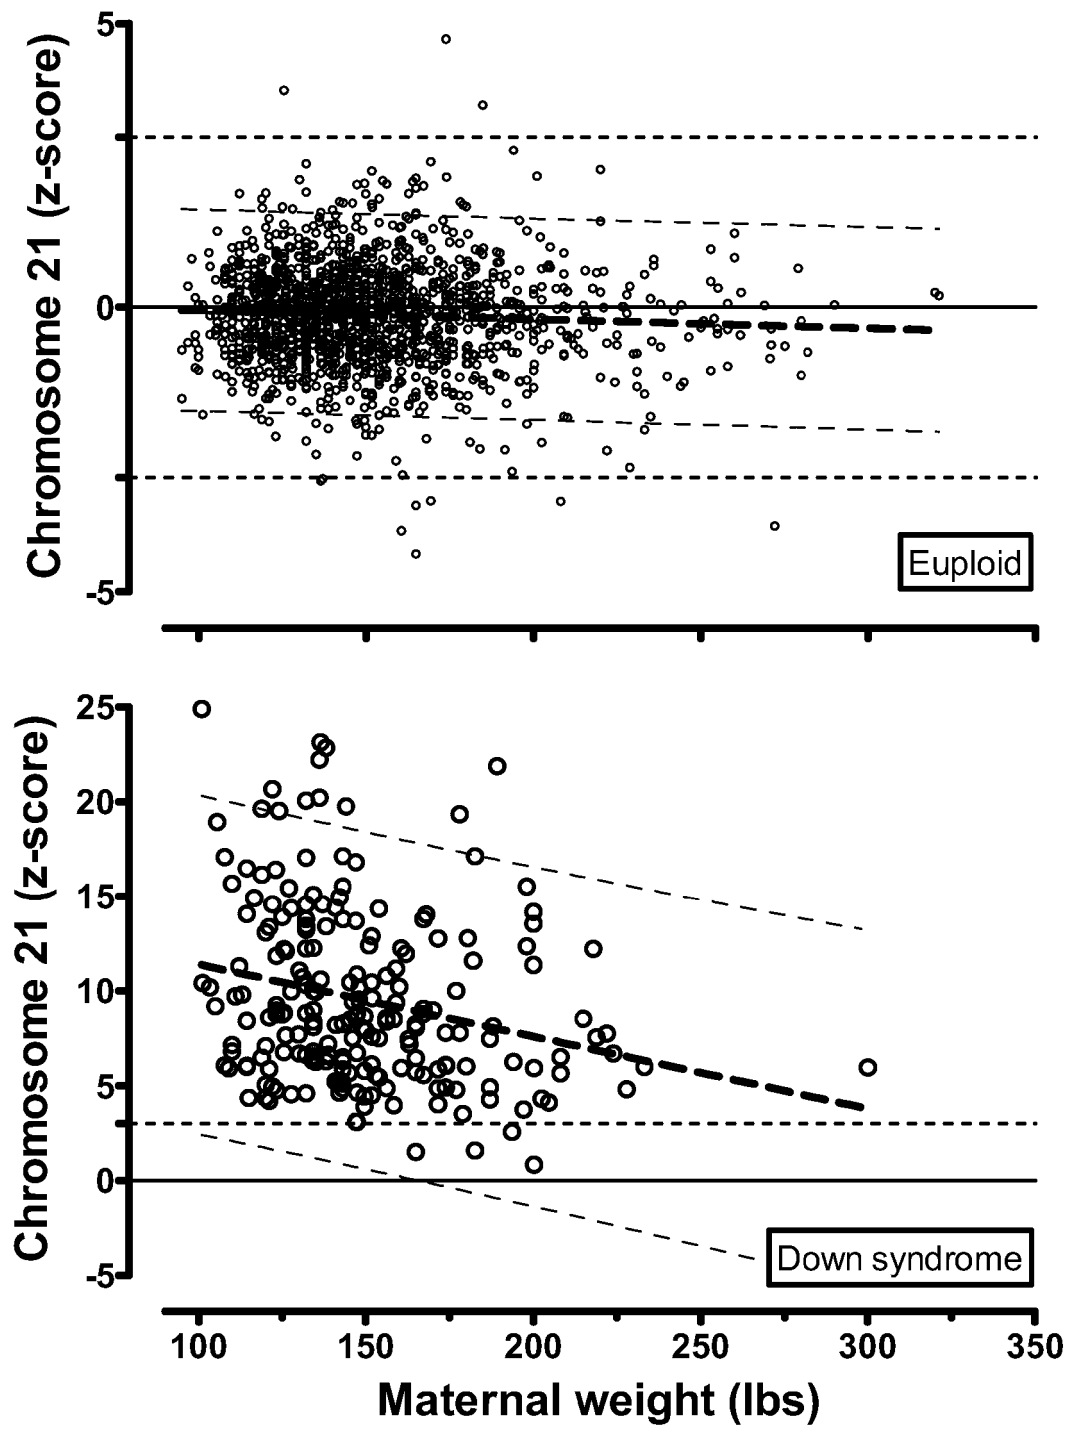 Chromosome 21 (z-score)
5
0
-5
Euploid
Chromosome 21 (z-score)
25
20
15
10
5
0
-5
Down syndrome
100 150 200 250 300 350
Maternal weight (lbs)